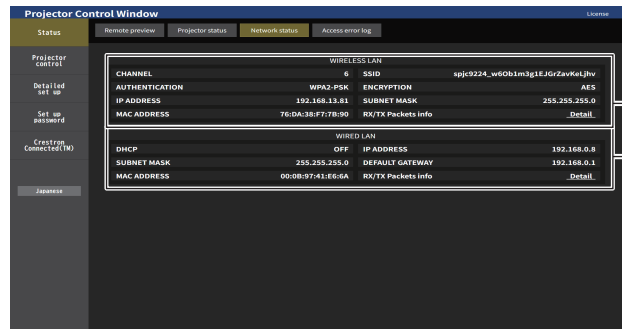 Projector Control Window
License
Status
Remote preview
Projector status
Network status
Access error log
Projector
control
Detailed
set up
Set up
password
Crestron
Connected(TM)
Japanese
WIRELESS LAN
CHANNEL 6 SSID spjc9224_w6Ob1m3g1EJGrZavKeLjhv
AUTHENTICATION WPA2-PSK ENCRYPTION AES
IP ADDRESS 192.168.13.81 SUBNET MASK 255.255.255.0
MAC ADDRESS 76:DA:38:F7:7B:90 RX/TX Packets info Detail
WIRED LAN
DHCP OFF IP ADDRESS 192.168.0.8
SUBNET MASK 255.255.255.0 DEFAULT GATEWAY 192.168.0.1
MAC ADDRESS 00:0B:97:41:E6:6A RX/TX Packets info Detail